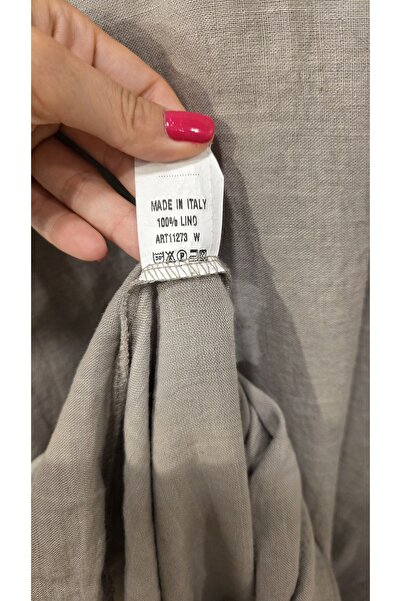 MADE IN ITALY
100% LINO
ART11273 W